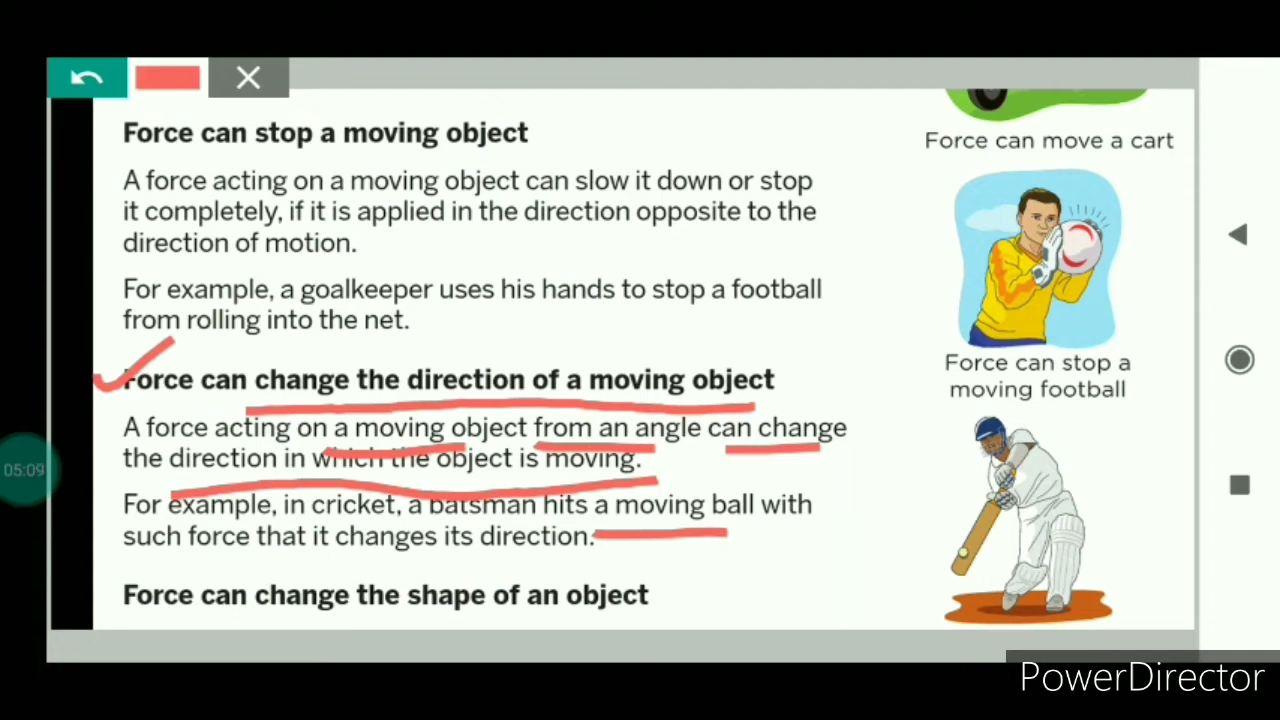 Force can stop a moving object
A force acting on a moving object can slow it down or stop
it completely, if it is applied in the direction opposite to the
direction of motion.
For example, a goalkeeper uses his hands to stop a football
from rolling into the net.
Force can change the direction of a moving object
A force acting on a moving object from an angle can change
the direction in which the object is moving.
For example, in cricket, a batsman hits a moving ball with
such force that it changes its direction.
Force can change the shape of an object
Force can move a cart
Force can stop a
moving football
05:09
PowerDirector